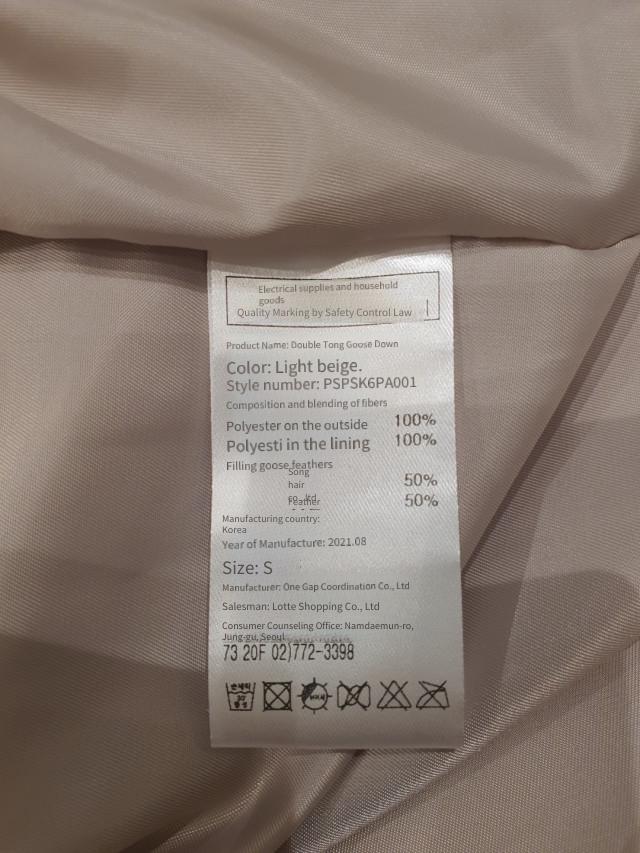 Electrical supplies and household
goods
Quality Marking by Safety Control Law
Product Name: Double Tong Goose Down
Color: Light beige.
Style number: PSPSK6PA001
Composition and blending of fibers
Polyester on the outside 100%
Polyesti in the lining 100%
Filling goose feathers
Song
hair 50%
co., ltd.
Feather 50%
Manufacturing country:
Korea
Year of Manufacture: 2021.08
Size: S
Manufacturer: One Gap Coordination Co., Ltd
Salesman: Lotte Shopping Co., Ltd
Consumer Counseling Office: Namdaemun-ro,
Jung-gu, Seoul
73 20F 02)772-3398